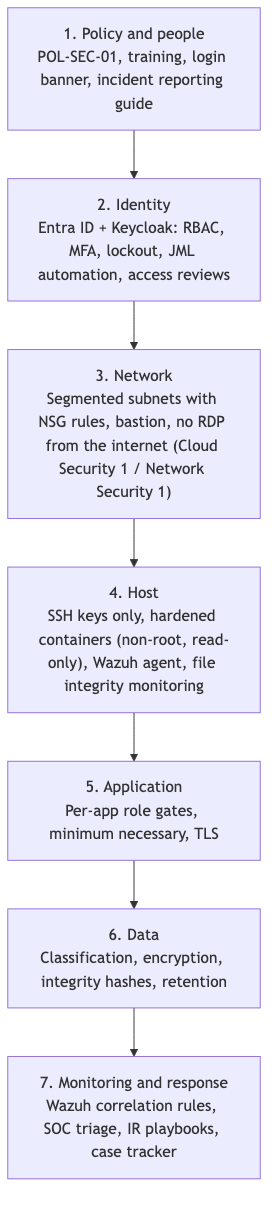 1. Policy and people
POL-SEC-01, training, login
banner, incident reporting
guide
2. Identity
Entra ID + Keycloak: RBAC,
MFA, lockout, JML
automation, access reviews
3. Network
Segmented subnets with
NSG rules, bastion, no RDP
from the internet (Cloud
Security 1 / Network
Security 1)
4. Host
SSH keys only, hardened
containers (non-root, read-
only), Wazuh agent, file
integrity monitoring
5. Application
Per-app role gates,
minimum necessary, TLS
6. Data
Classification, encryption,
integrity hashes, retention
7. Monitoring and response
Wazuh correlation rules,
SOC triage, IR playbooks,
case tracker